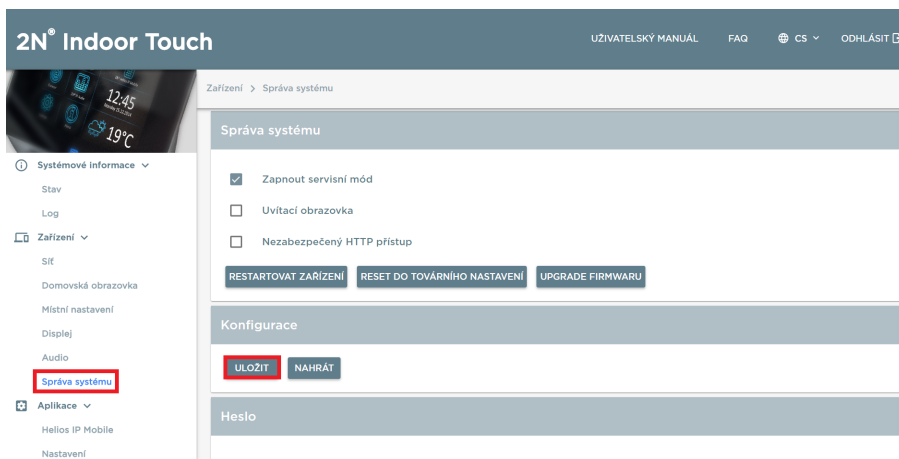 2N® Indoor Touch
UŽIVATELSKÝ MANUÁL FAQ CS ODHLÁSIT
12:45
19°C
Zařízení > Správa systému
Systémové informace
Stav
Log
Zařízení
Síť
Domovská obrazovka
Místní nastavení
Displej
Audio
Správa systému
Aplikace
Helios IP Mobile
Nastavení
Správa systému
Zapnout servisní mód
Uvítací obrazovka
Nezabezpečený HTTP přístup
RESTARTOVAT ZAŘÍZENÍ RESET DO TOVÁRNÍHO NASTAVENÍ UPGRADE FIRMWARU
Konfigurace
ULOŽIT NAHRÁT
Heslo